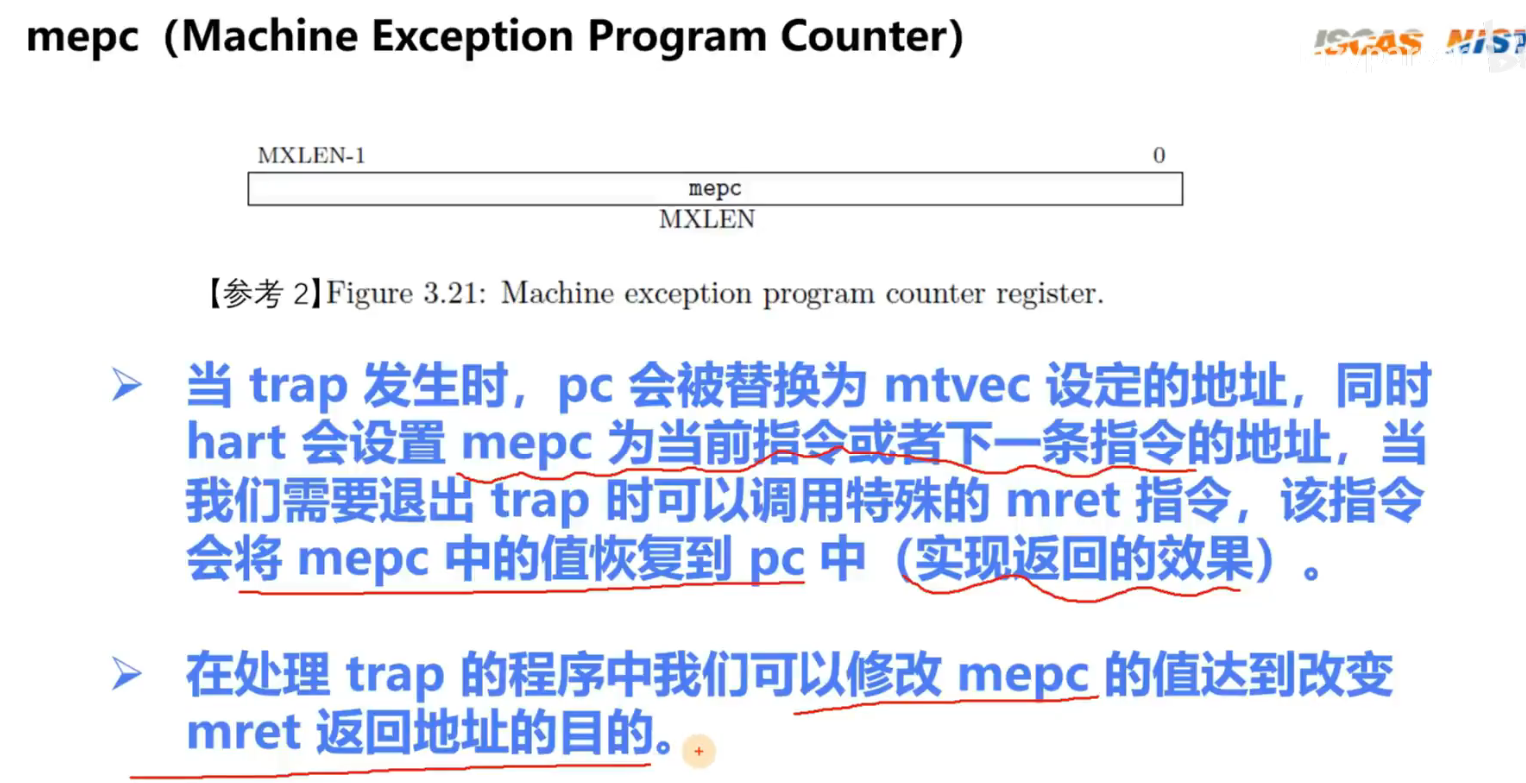 mepc（Machine Exception Program Counter）
ISCAS
MXLEN-1 0
mepc
MXLEN
【参考 2】Figure 3.21: Machine exception program counter register.
➢ 当 trap 发生时，pc 会被替换为 mtvec 设定的地址，同时
hart 会设置 mepc 为当前指令或者下一条指令的地址，当
我们需要退出 trap 时可以调用特殊的 mret 指令，该指令
会将 mepc 中的值恢复到 pc 中（实现返回的效果）。
➢ 在处理 trap 的程序中我们可以修改 mepc 的值达到改变
mret 返回地址的目的。